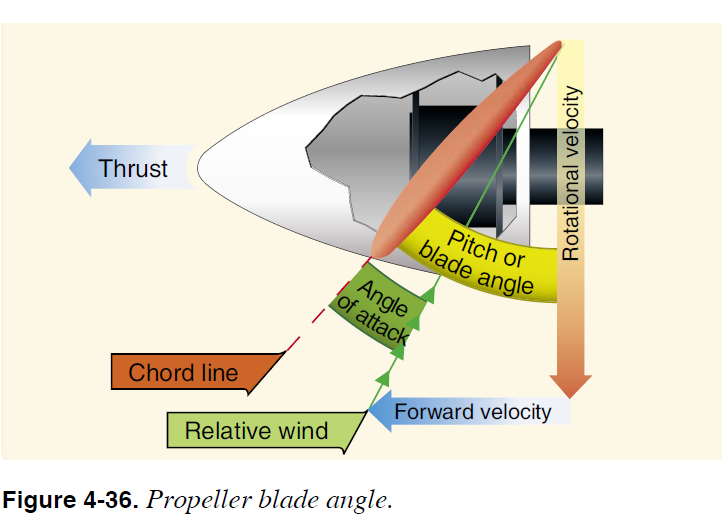 Thrust
Rotational velocity
Pitch or
blade angle
Angle
of attack
Chord line
Forward velocity
Relative wind
Figure 4-36. Propeller blade angle.